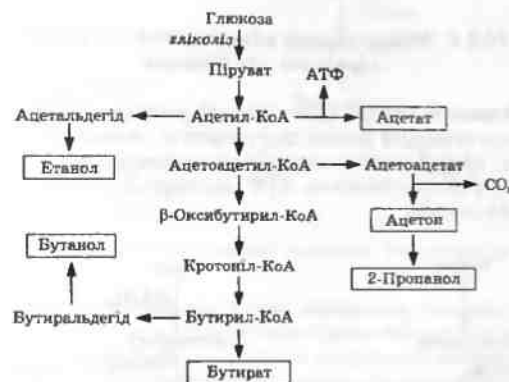 Глюкоза
гліколіз
Піруват
АТФ
Ацетальдегід Ацетил-КоА Ацетат
Етанол Ацетоацетил-КоА Ацетоацетат
CO₂
β-Оксибутирил-КоА Ацетон
Бутанол
Кротоніл-КоА 2-Пропанол
Бутиральдегід Бутирил-КоА
Бутират